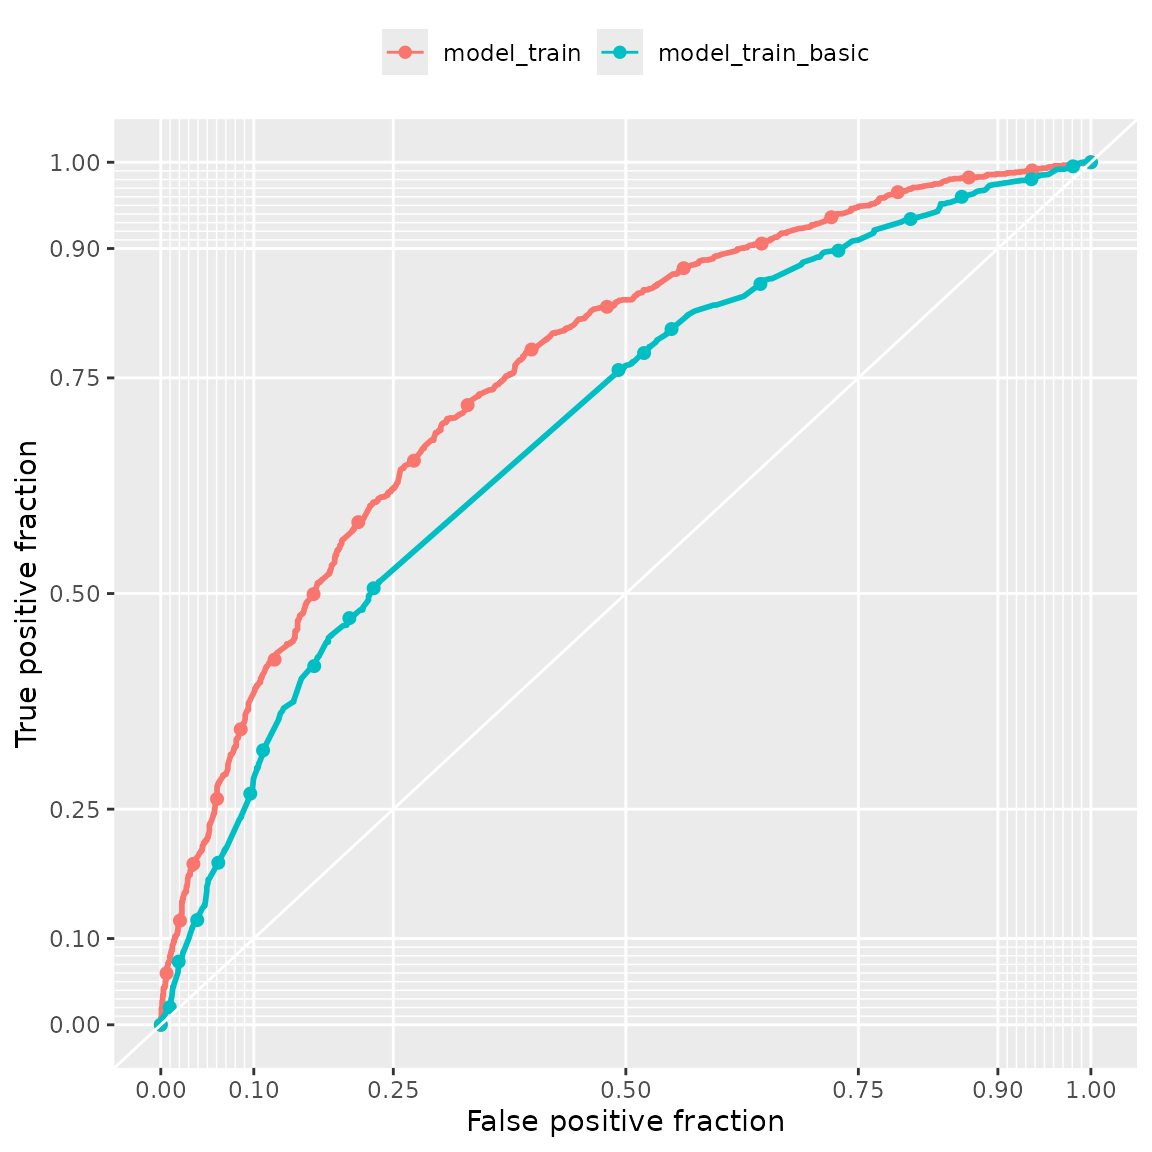 model_train model_train_basic
1.00
0.90
0.75
0.50
0.25
0.10
0.00
True positive fraction
0.00 0.10 0.25 0.50 0.75 0.90 1.00
False positive fraction